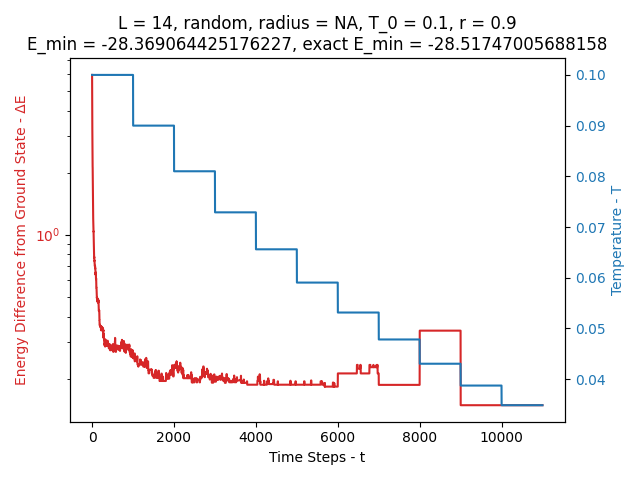 L = 14, random, radius = NA, T_0 = 0.1, r = 0.9
E_min = -28.369064425176227, exact E_min = -28.51747005688158
Energy Difference from Ground State - ΔE
10^0
0.10
0.09
0.08
0.07
0.06
0.05
0.04
Temperature - T
0 2000 4000 6000 8000 10000
Time Steps - t